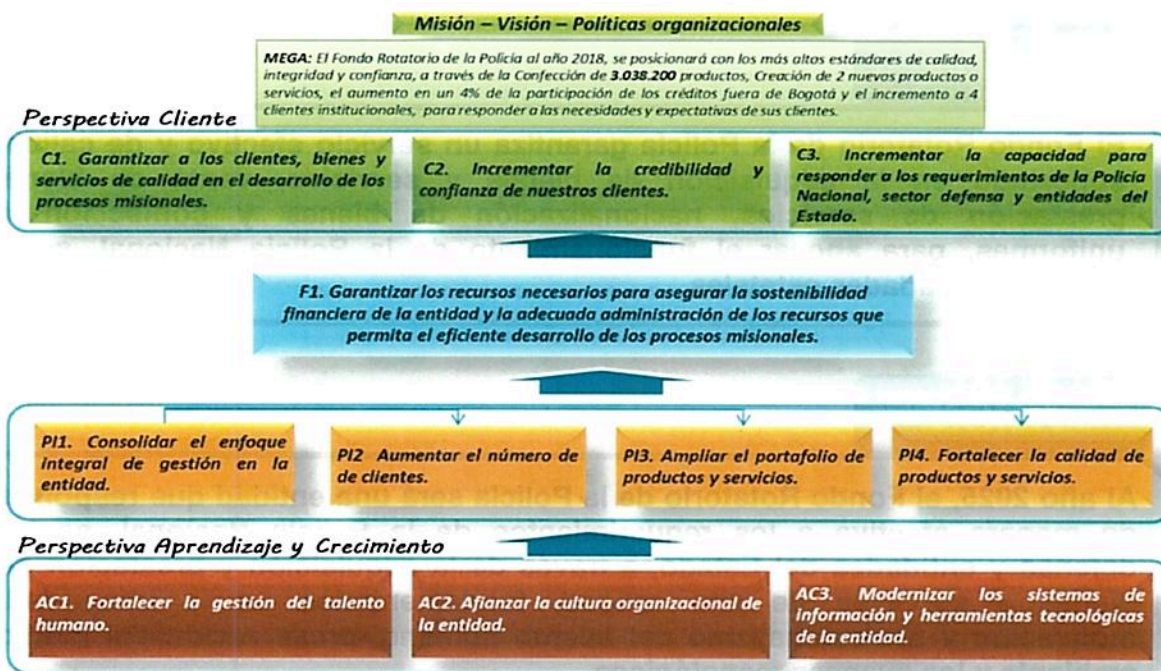 Misión – Visión – Políticas organizacionales
MEGA: El Fondo Rotatorio de la Policía al año 2018, se posicionará con los más altos estándares de calidad,
integridad y confianza, a través de la Confección de 3.038.200 productos, Creación de 2 nuevos productos o
servicios, el aumento en un 4% de la participación de los créditos fuera de Bogotá y el incremento a 4
clientes institucionales, para responder a las necesidades y expectativas de sus clientes.
Perspectiva Cliente
C1. Garantizar a los clientes, bienes y
servicios de calidad en el desarrollo de los
procesos misionales.
C2. Incrementar la credibilidad y
confianza de nuestros clientes.
C3. Incrementar la capacidad para
responder a los requerimientos de la Policía
Nacional, sector defensa y entidades del
Estado.
F1. Garantizar los recursos necesarios para asegurar la sostenibilidad
financiera de la entidad y la adecuada administración de los recursos que
permita el eficiente desarrollo de los procesos misionales.
PI1. Consolidar el enfoque
integral de gestión en la
entidad.
PI2 Aumentar el número de
de clientes.
PI3. Ampliar el portafolio de
productos y servicios.
PI4. Fortalecer la calidad de
productos y servicios.
Perspectiva Aprendizaje y Crecimiento
AC1. Fortalecer la gestión del talento
humano.
AC2. Afianzar la cultura organizacional de
la entidad.
AC3. Modernizar los sistemas de
información y herramientas tecnológicas
de la entidad.